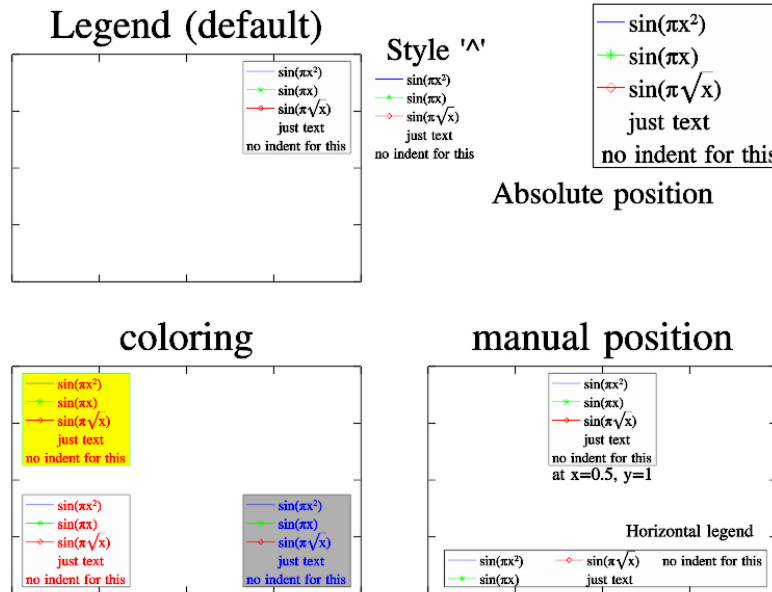 Legend (default)
sin(πx²)
sin(πx)
sin(π√x)
just text
no indent for this
Style '^'
sin(πx²)
sin(πx)
sin(π√x)
just text
no indent for this
sin(πx²)
sin(πx)
sin(π√x)
just text
no indent for this
Absolute position
coloring
sin(πx²)
sin(πx)
sin(π√x)
just text
no indent for this
sin(πx²)
sin(πx)
sin(π√x)
just text
no indent for this
sin(πx²)
sin(πx)
sin(π√x)
just text
no indent for this
manual position
sin(πx²)
sin(πx)
sin(π√x)
just text
no indent for this
at x=0.5, y=1
Horizontal legend
sin(πx²) sin(π√x) no indent for this
sin(πx) just text